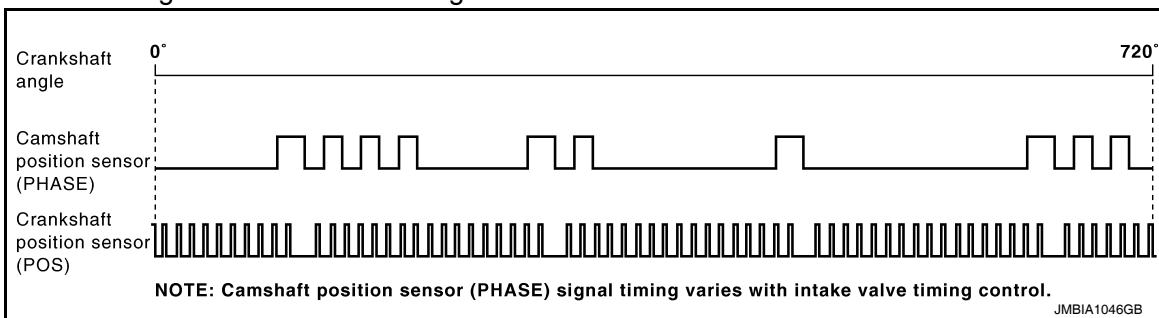 Crankshaft
angle
0°
720°
Camshaft
position sensor
(PHASE)
Crankshaft
position sensor
(POS)
NOTE: Camshaft position sensor (PHASE) signal timing varies with intake valve timing control.
JMBIA1046GB